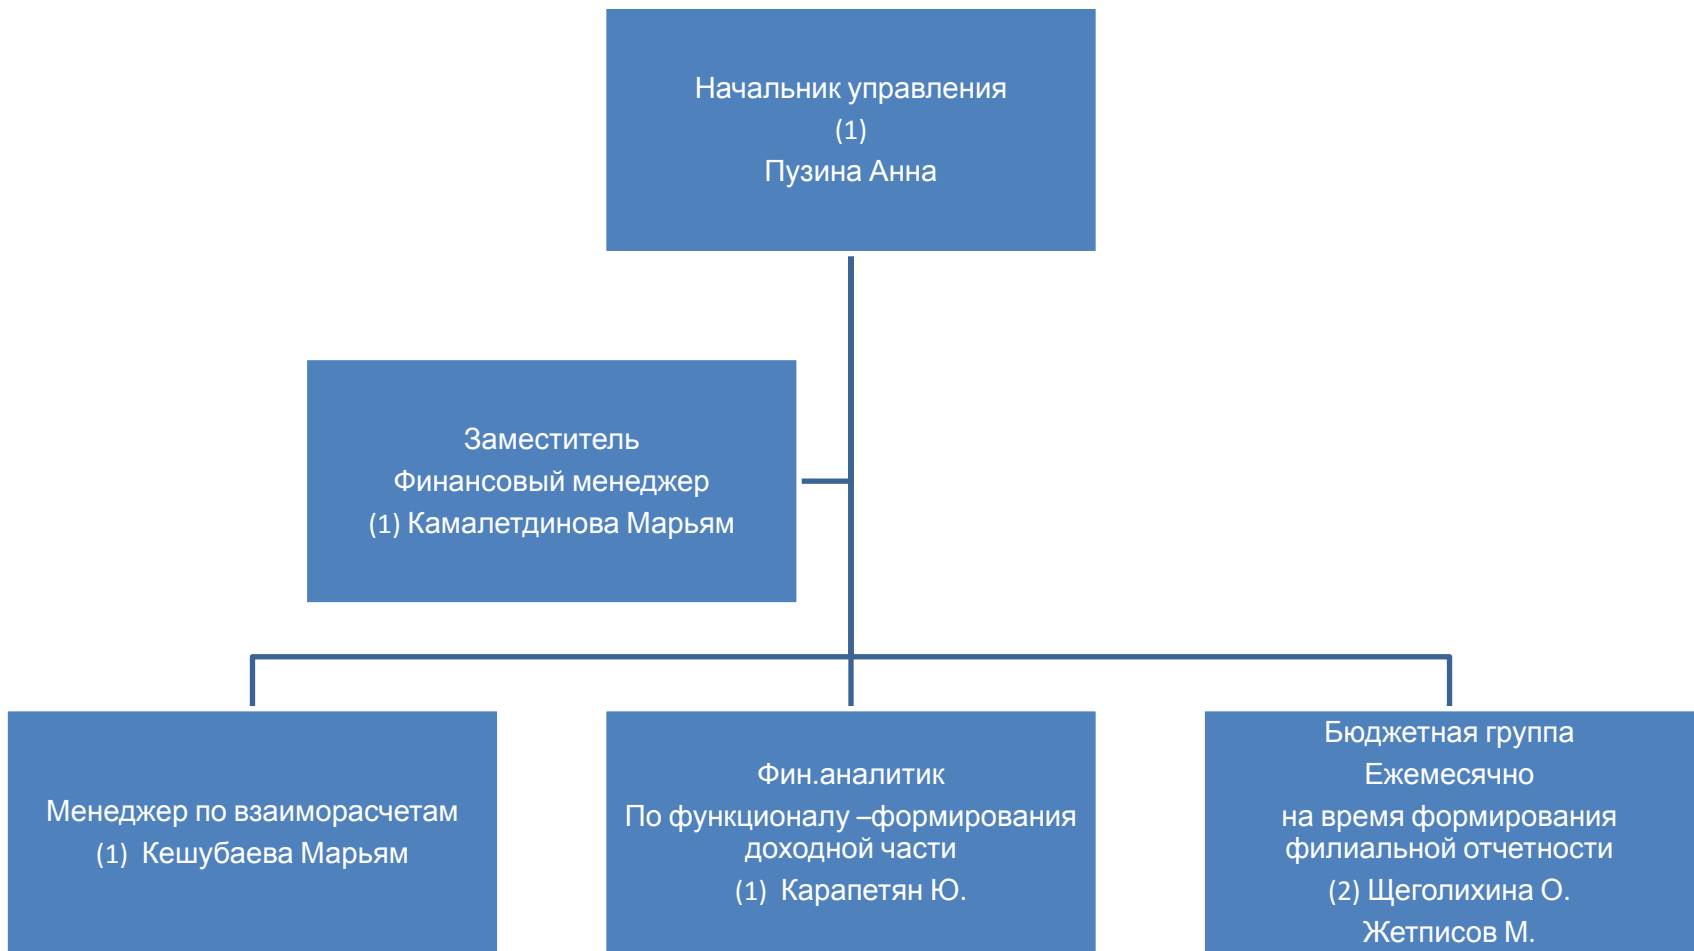 Начальник управления
(1)
Пузина Анна
Заместитель
Финансовый менеджер
(1) Камалетдинова Марьям
Менеджер по взаиморасчетам
(1) Кешубаева Марьям
Фин.аналитик
По функционалу –формирования
доходной части
(1) Карапетян Ю.
Бюджетная группа
Ежемесячно
на время формирования
филиальной отчетности
(2) Щеголихина О.
Жетписов М.